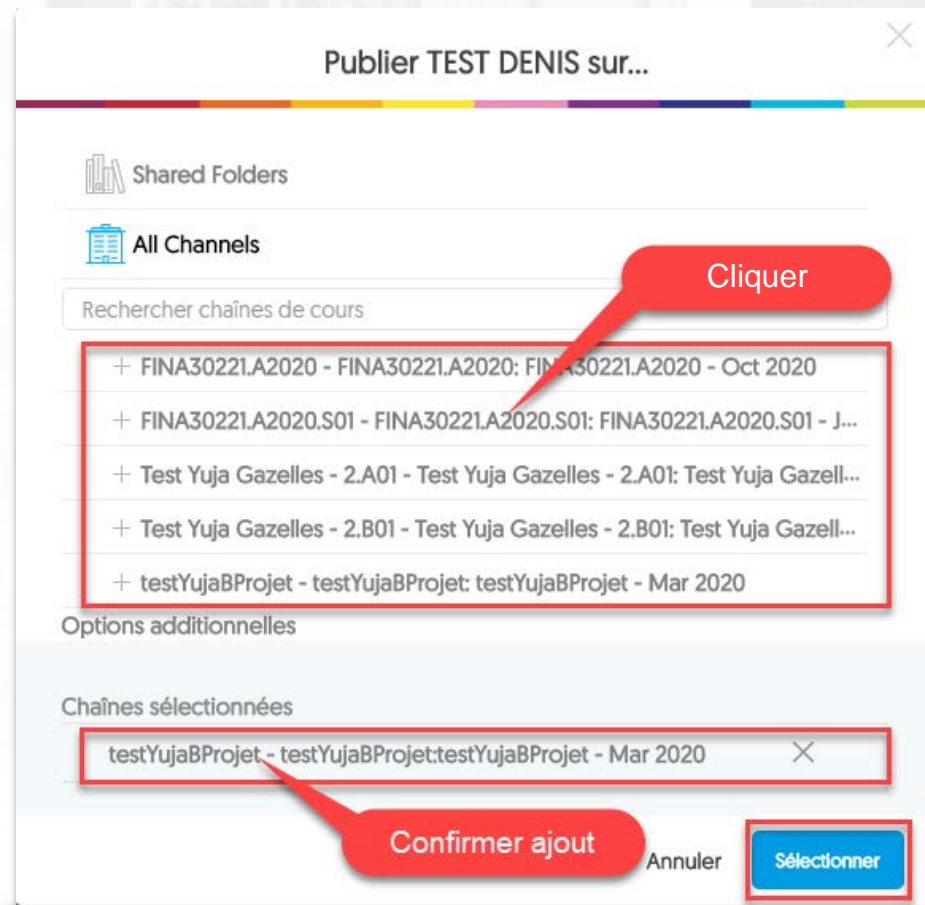 Publier TEST DENIS sur...
Shared Folders
All Channels
Cliquer
Rechercher chaînes de cours
+ FINA30221.A2020 - FINA30221.A2020: FINA30221.A2020 - Oct 2020
+ FINA30221.A2020.S01 - FINA30221.A2020.S01: FINA30221.A2020.S01 - J...
+ Test Yuja Gazelles - 2.A01 - Test Yuja Gazelles - 2.A01: Test Yuja Gazell...
+ Test Yuja Gazelles - 2.B01 - Test Yuja Gazelles - 2.B01: Test Yuja Gazell...
+ testYujaBProjet - testYujaBProjet: testYujaBProjet - Mar 2020
Options additionnelles
Chaînes sélectionnées
testYujaBProjet - testYujaBProjet:testYujaBProjet - Mar 2020
Confirmer ajout
Annuler
Sélectionner